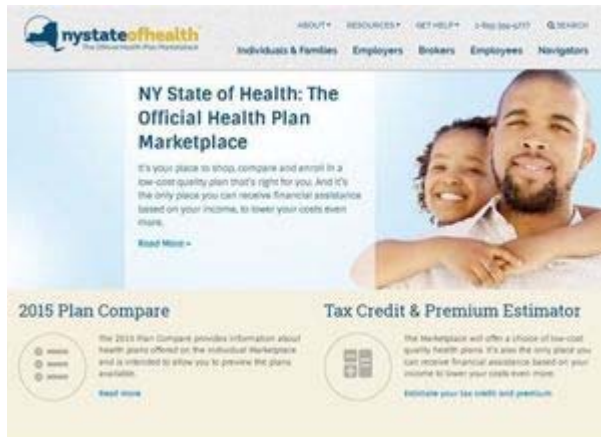 nystateofhealth
The Official Health Plan Marketplace
ABOUT RESOURCES GET HELP SEARCH
Individuals & Families Employers Brokers Employees Navigators
NY State of Health: The
Official Health Plan
Marketplace
It's your place to shop, compare and enroll in a
low-cost quality plan that's right for you. And it's
the only place you can receive financial assistance
based on your income, to lower your costs even
more.
Read More »
2015 Plan Compare
The 2015 Plan Compare provides information about
health plans offered on the Individual Marketplace
and is intended to allow you to preview the plans
available.
Read more
Tax Credit & Premium Estimator
The Marketplace will offer a choice of low-cost
quality health plans. It's also the only place you
can receive financial assistance based on your
income to lower your costs even more.
Estimate your tax credit and premium